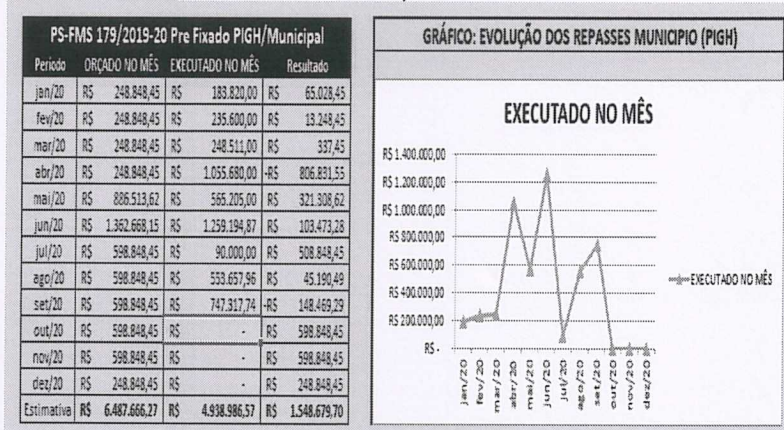 PS-FMS 179/2019-20 Pre Fixado PIGH/Municipal
Período ORÇADO NO MÊS EXECUTADO NO MÊS Resultado
jan/20 R$ 248.848,45 R$ 183.820,00 R$ 65.028,45
fev/20 R$ 248.848,45 R$ 235.600,00 R$ 13.248,45
mar/20 R$ 248.848,45 R$ 248.511,00 R$ 337,45
abr/20 R$ 248.848,45 R$ 1.055.680,00 -R$ 806.831,55
mai/20 R$ 886.513,62 R$ 565.205,00 R$ 321.308,62
jun/20 R$ 1.362.668,15 R$ 1.259.194,87 R$ 103.473,28
jul/20 R$ 598.848,45 R$ 90.000,00 R$ 508.848,45
ago/20 R$ 598.848,45 R$ 553.657,96 R$ 45.190,49
set/20 R$ 598.848,45 R$ 747.317,74 -R$ 148.469,29
out/20 R$ 598.848,45 R$ - R$ 598.848,45
nov/20 R$ 598.848,45 R$ - R$ 598.848,45
dez/20 R$ 248.848,45 R$ - R$ 248.848,45
Estimativa R$ 6.487.666,27 R$ 4.938.986,57 R$ 1.548.679,70
GRÁFICO: EVOLUÇÃO DOS REPASSES MUNICIPIO (PIGH)
EXECUTADO NO MÊS
R$ 1.400.000,00
R$ 1.200.000,00
R$ 1.000.000,00
R$ 800.000,00
R$ 600.000,00
R$ 400.000,00
R$ 200.000,00
R$ -
EXECUTADO NO MÊS
jan/20
fev/20
mar/20
abr/20
mai/20
jun/20
jul/20
ago/20
set/20
out/20
nov/20
dez/20